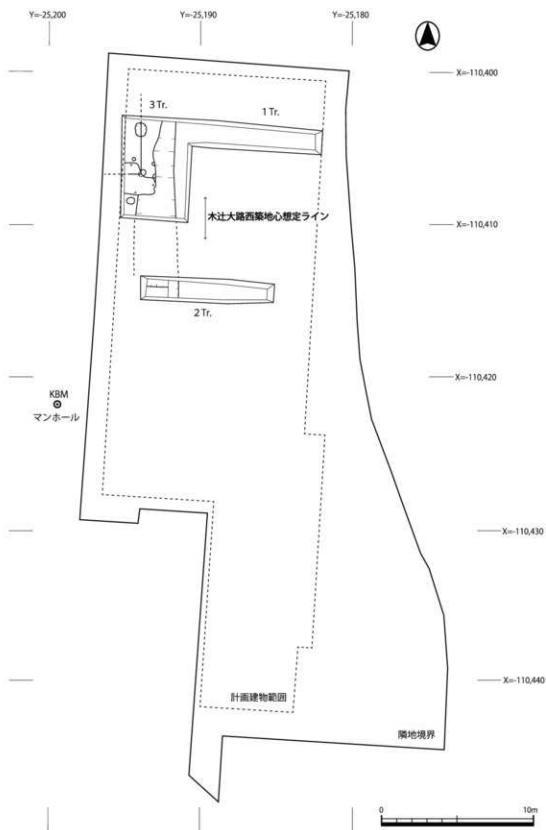 Y=-25,200
Y=-25,190
Y=-25,180
X=-110,400
3 Tr.
1 Tr.
木辻大路西築地心想定ライン
X=-110,410
2 Tr.
X=-110,420
KBM
マンホール
X=-110,430
X=-110,440
計画建物範囲
隣地境界
0
10m